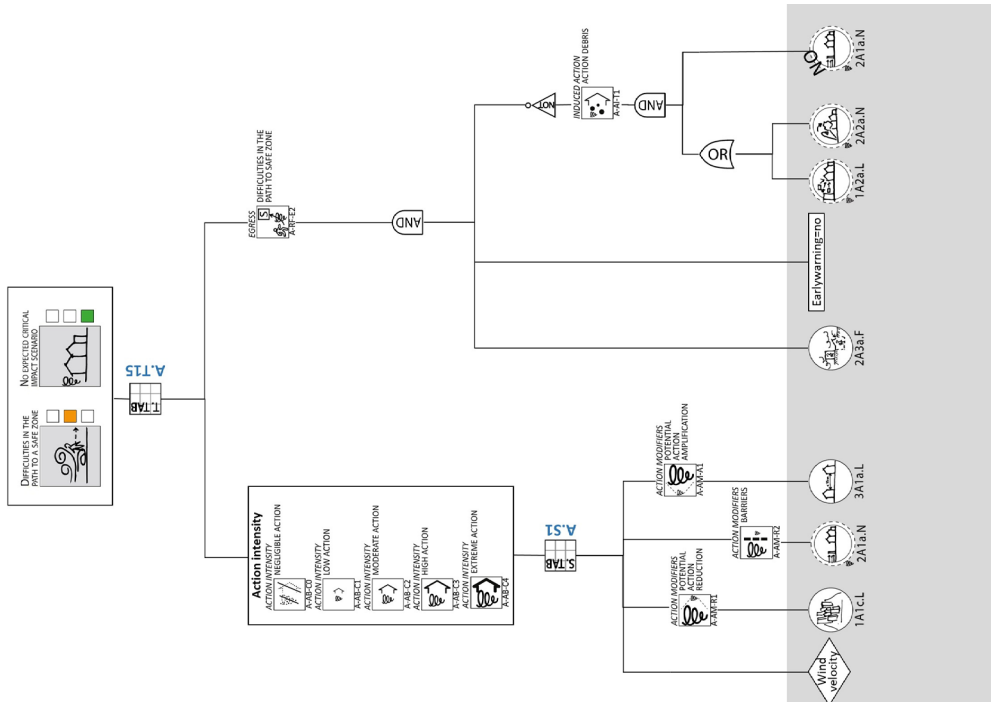 DIFFICULTIES IN THE
PATH TO A SAFE ZONE
NO EXPECTED CRITICAL
IMPACT SCENARIO
T. TAB
A.T15
Action intensity
ACTION INTENSITY
NEGLIGIBLE ACTION
A-AB-C0
ACTION INTENSITY
LOW ACTION
A-AB-C1
ACTION INTENSITY
MODERATE ACTION
A-AB-C2
ACTION INTENSITY
HIGH ACTION
A-AB-C3
ACTION INTENSITY
EXTREME ACTION
A-AB-C4
S.TAB
A.S1
ACTION MODIFIERS
POTENTIAL
ACTION
REDUCTION
A-AM-R1
ACTION MODIFIERS
BARRIERS
A-AM-R2
ACTION MODIFIERS
POTENTIAL
ACTION
AMPLIFICATION
A-AM-A1
EGRESS
DIFFICULTIES IN THE
PATH TO SAFE ZONE
S
A-RF-E2
AND
NOT
INDUCED ACTION
ACTION DEBRIS
A-AI-T1
AND
OR
Wind
velocity
1A1c.L
2A1a.N
3A1a.L
2A3a.F
Earlywarning=no
1A2a.L
2A2a.N
NO
2A1a.N